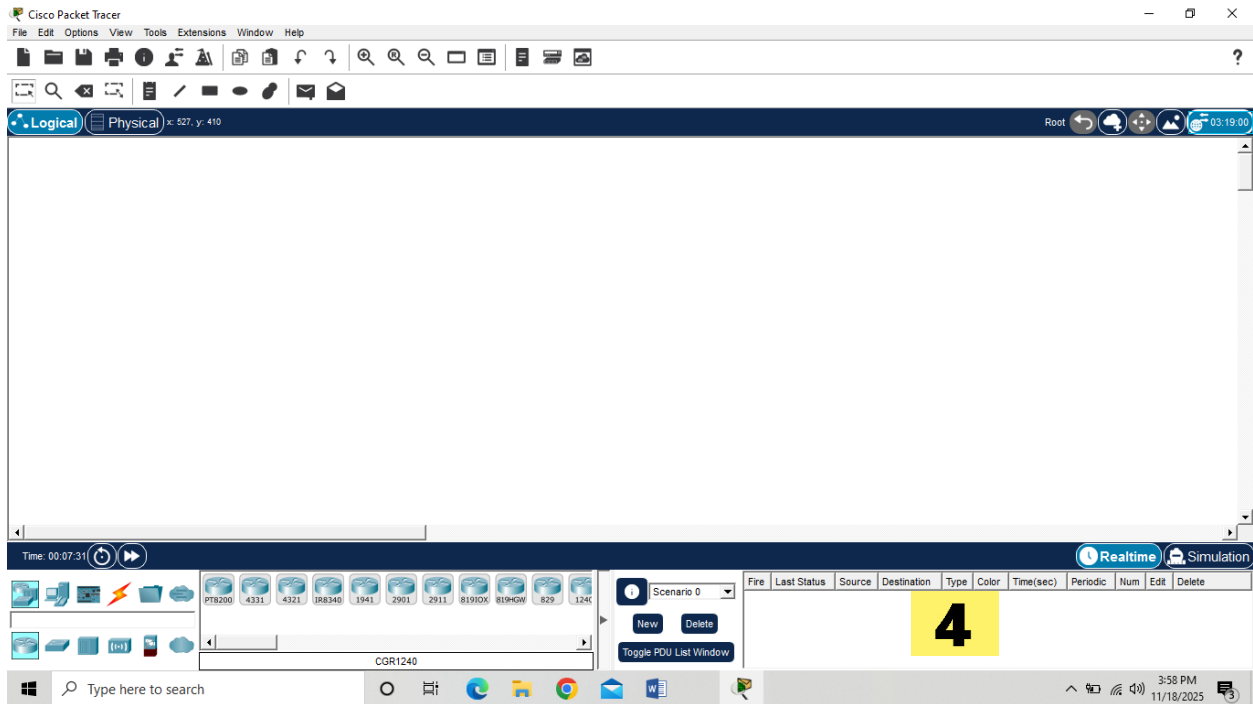 Cisco Packet Tracer
File Edit Options View Tools Extensions Window Help
?
Logical Physical x: 527, y: 410 Root 03:19:00
Time: 00:07:31 Realtime Simulation
PT8200 4331 4321 IR8340 1941 2901 2911 819IOX 819HGW 829 1240
CGR1240
Scenario 0
New Delete
Toggle PDU List Window
Fire Last Status Source Destination Type Color Time(sec) Periodic Num Edit Delete
4
Type here to search
3:58 PM
11/18/2025
3